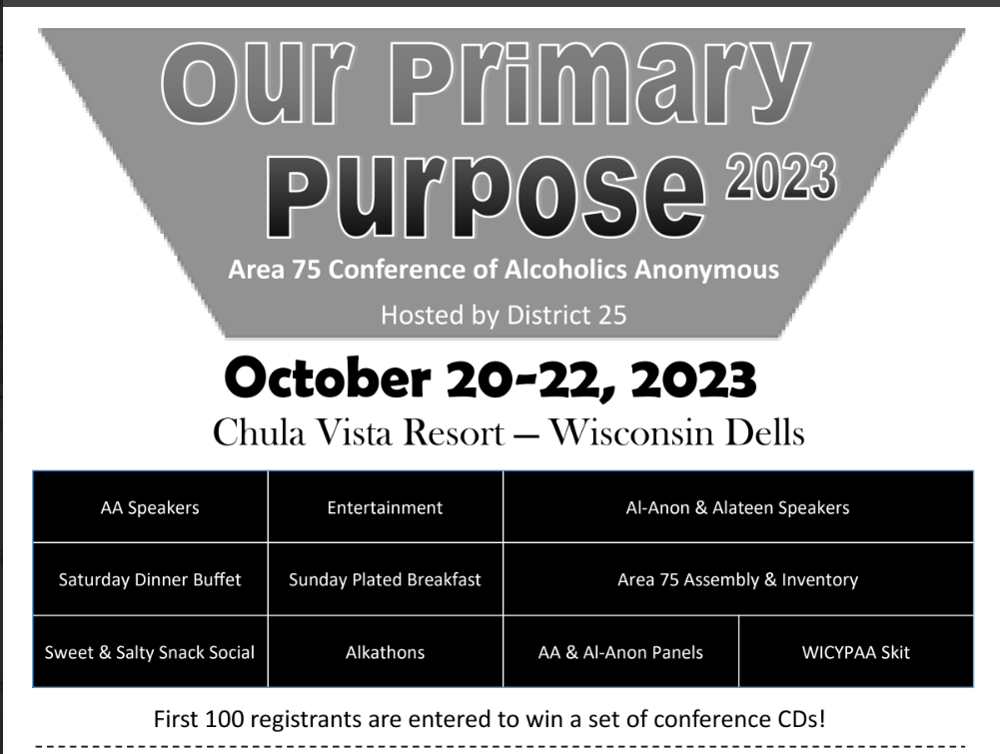 Our Primary
Purpose 2023
Area 75 Conference of Alcoholics Anonymous
Hosted by District 25
October 20-22, 2023
Chula Vista Resort — Wisconsin Dells
AA Speakers
Entertainment
Al-Anon & Alateen Speakers
Saturday Dinner Buffet
Sunday Plated Breakfast
Area 75 Assembly & Inventory
Sweet & Salty Snack Social
Alkathons
AA & Al-Anon Panels
WICYPAA Skit
First 100 registrants are entered to win a set of conference CDs!